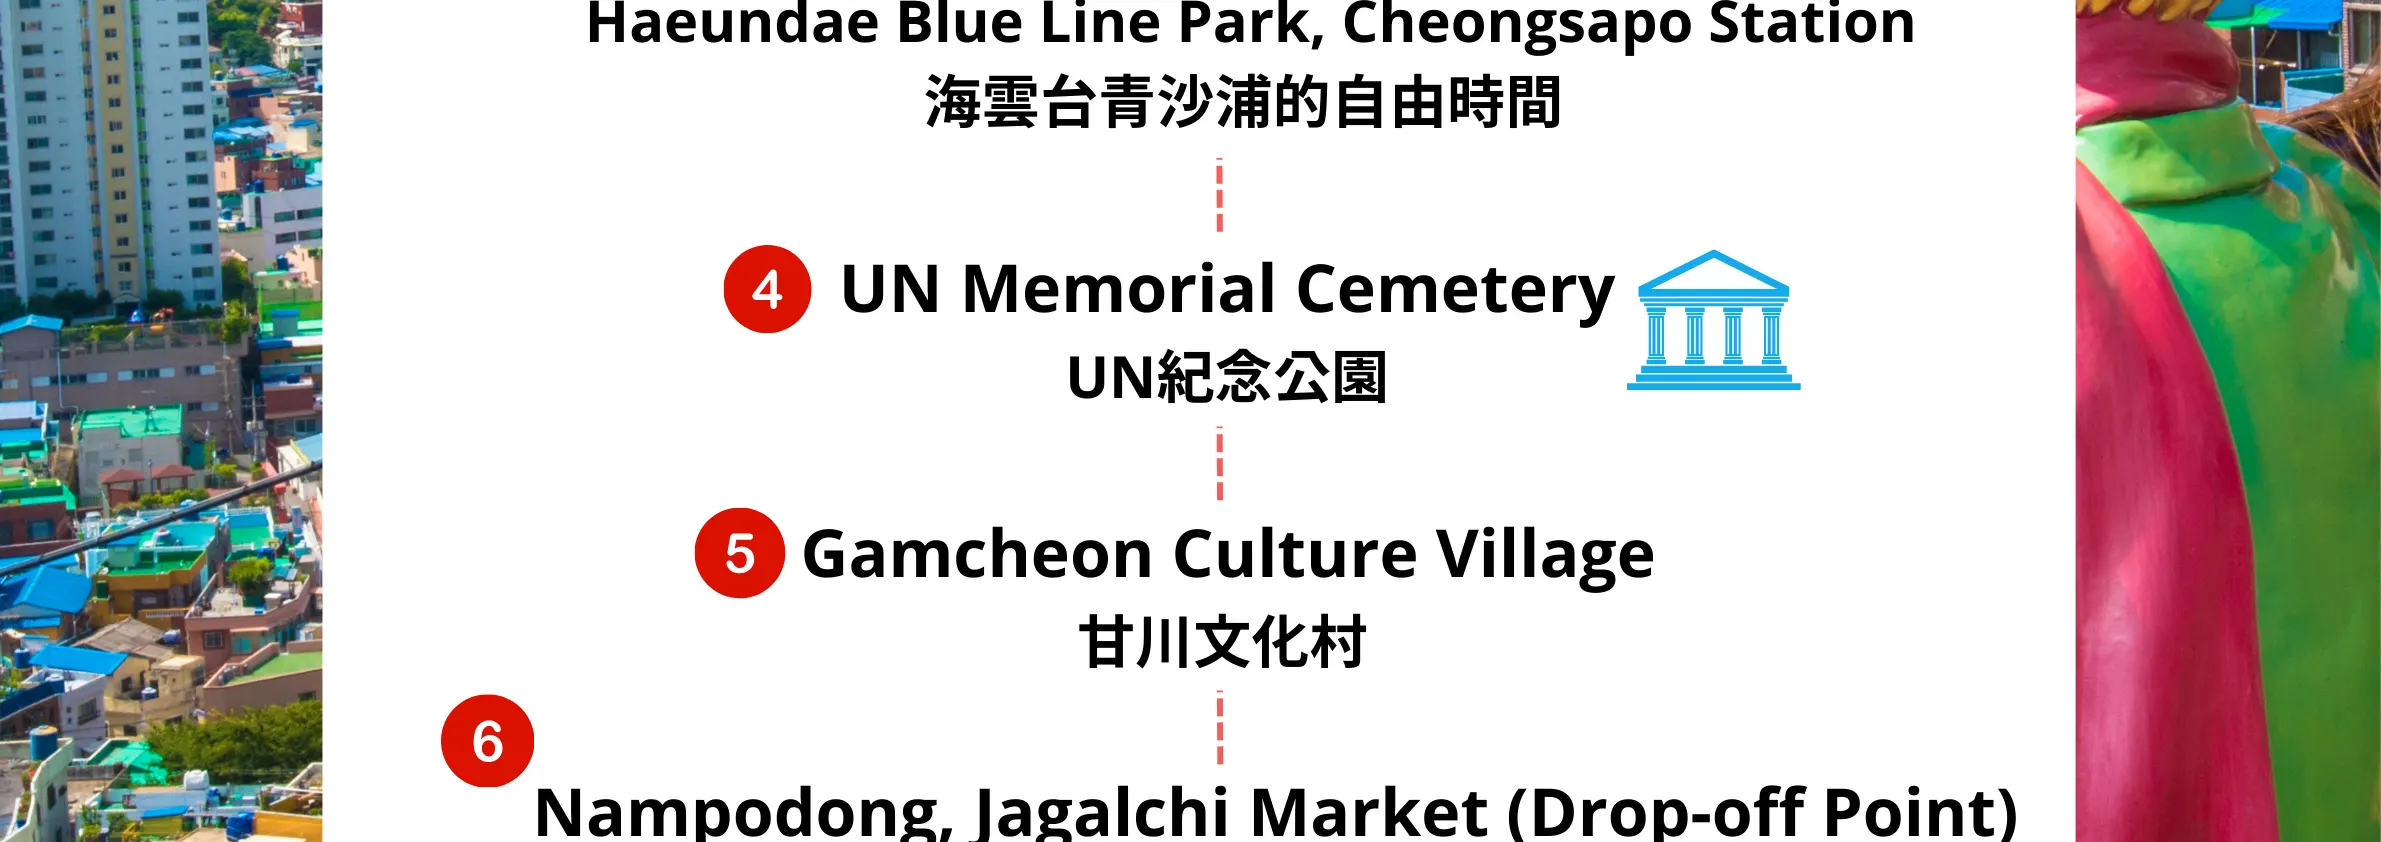 Haeundae Blue Line Park, Cheongsapo Station
海雲台青沙浦的自由時間
4 UN Memorial Cemetery
UN紀念公園
5 Gamcheon Culture Village
甘川文化村
6
Nampodong, Jagalchi Market (Drop-off Point)